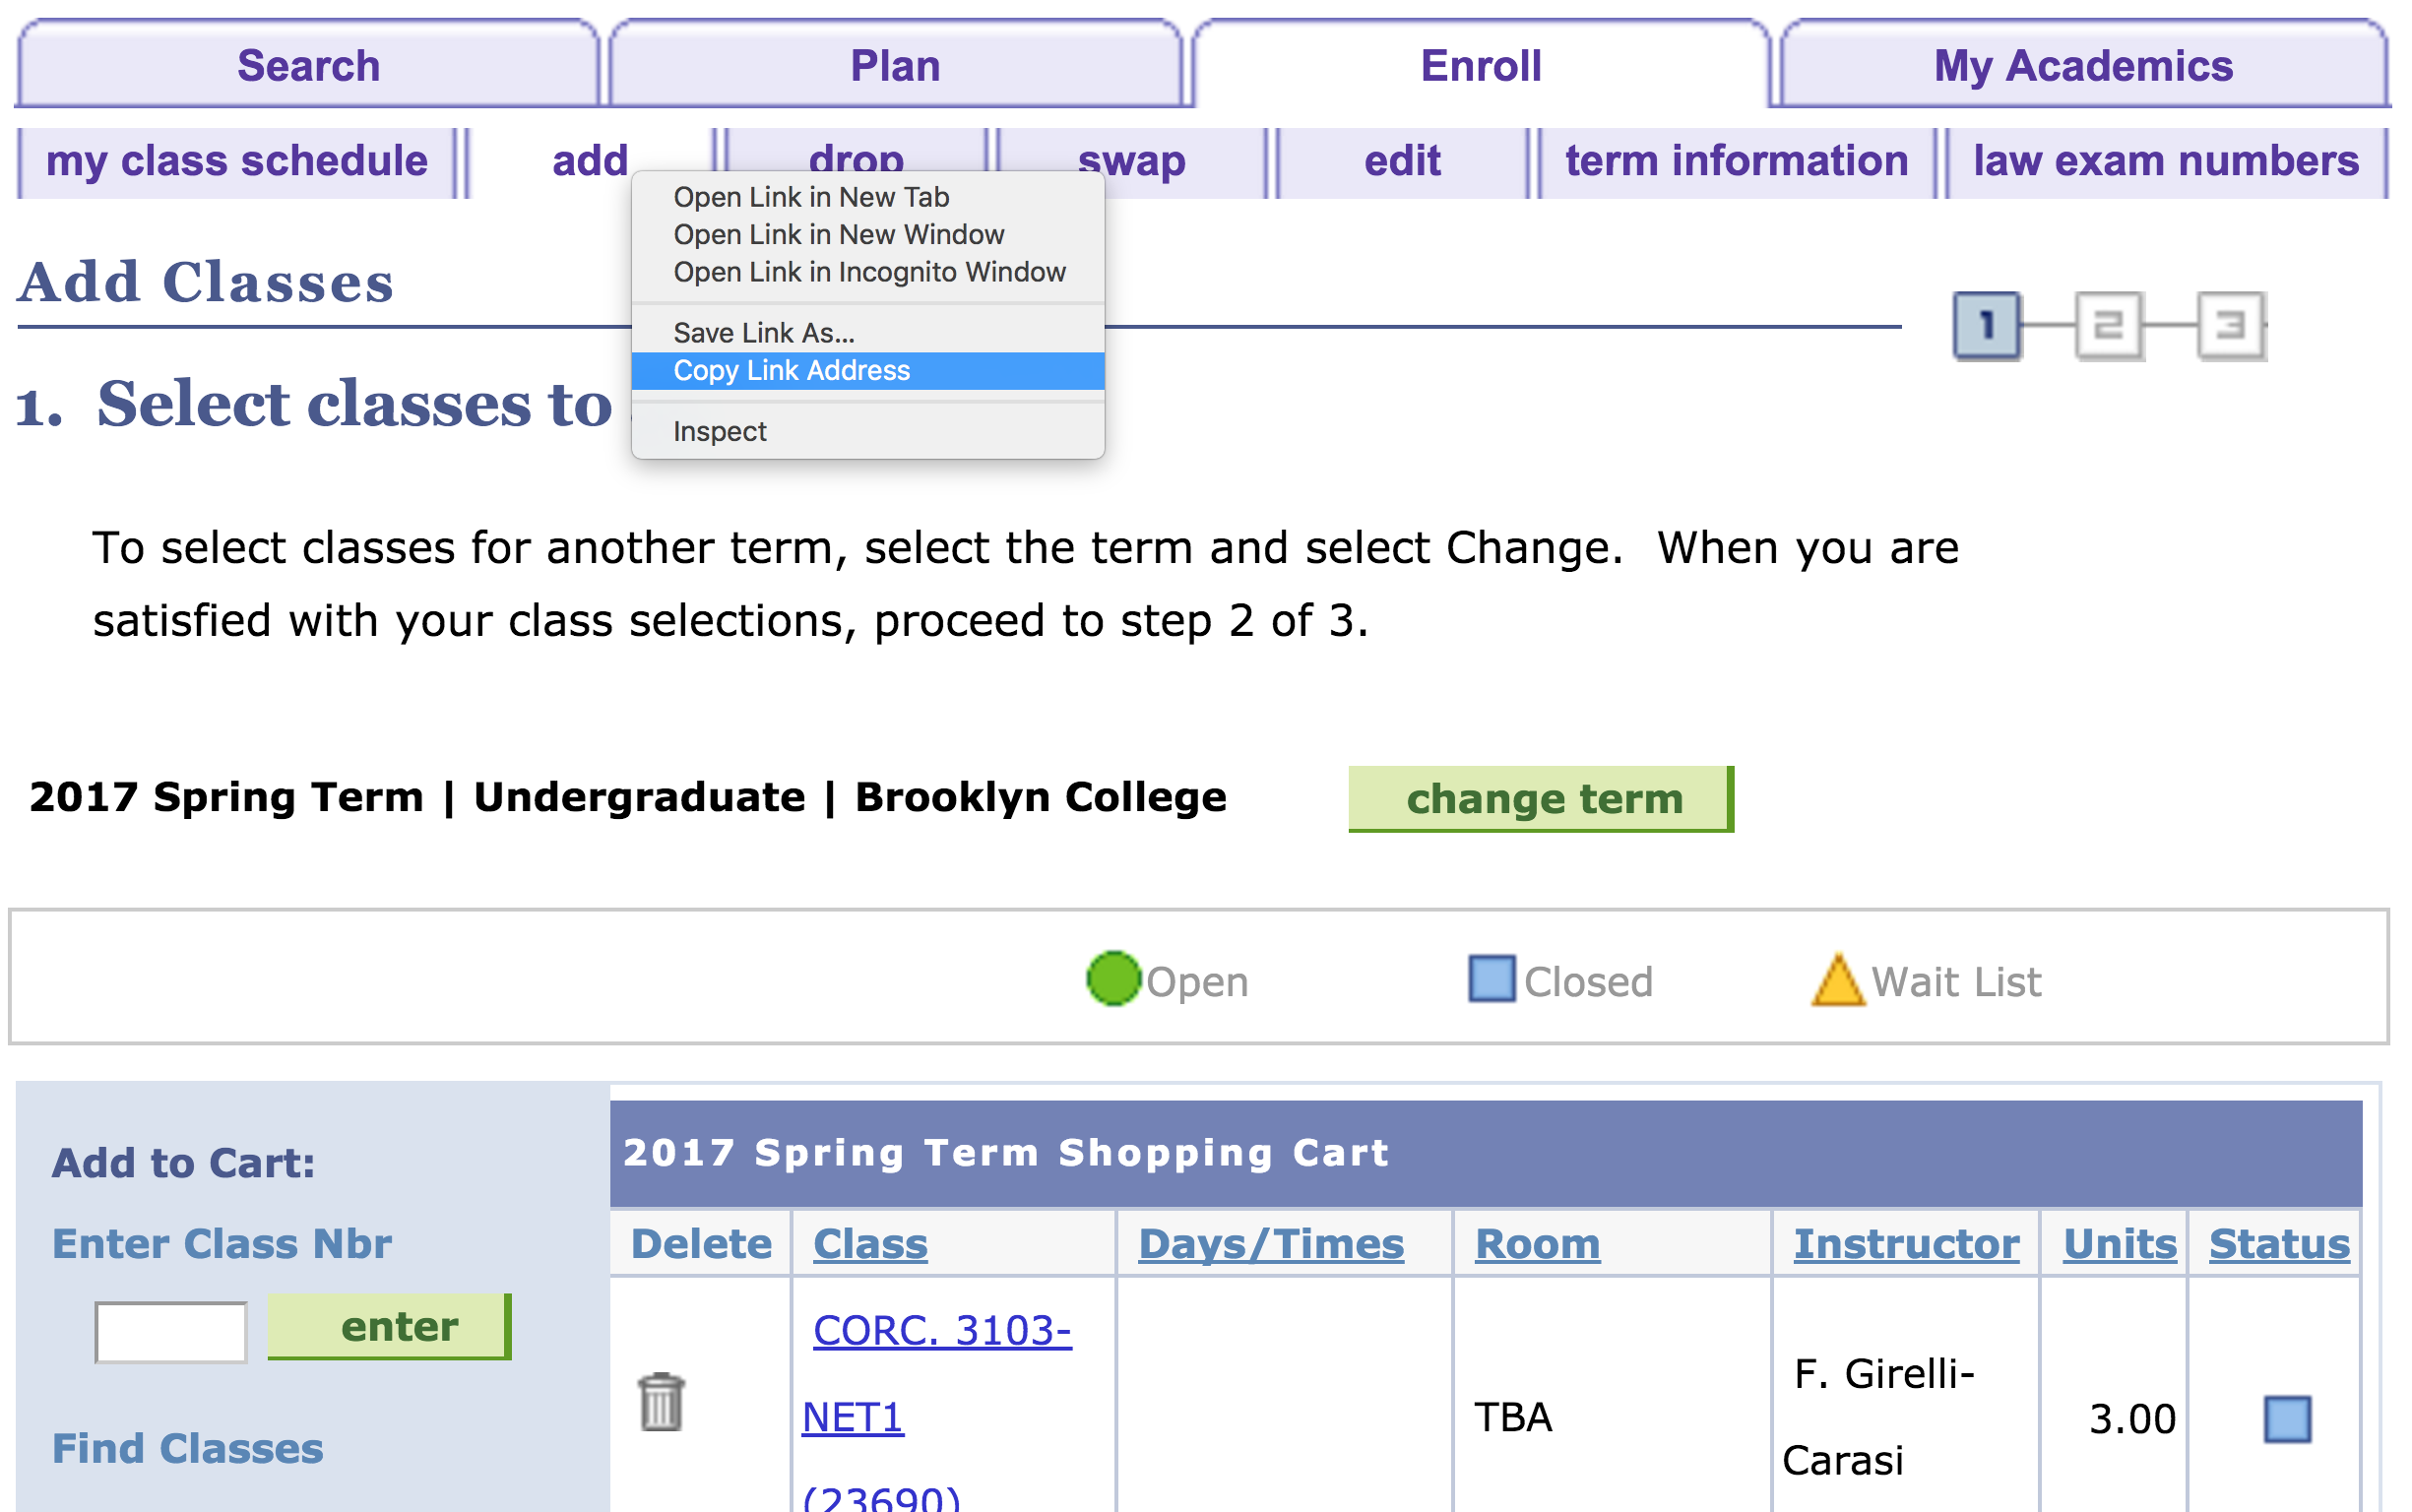 Search Plan Enroll My Academics
my class schedule add drop swap edit term information law exam numbers
Open Link in New Tab
Open Link in New Window
Open Link in Incognito Window
Save Link As...
Copy Link Address
Inspect
Add Classes
1 2 3
1. Select classes to
To select classes for another term, select the term and select Change. When you are
satisfied with your class selections, proceed to step 2 of 3.
2017 Spring Term | Undergraduate | Brooklyn College change term
Open Closed Wait List
Add to Cart:
Enter Class Nbr
enter
Find Classes
2017 Spring Term Shopping Cart
Delete Class Days/Times Room Instructor Units Status
CORC. 3103-
NET1
(23690)
TBA
F. Girelli-
Carasi
3.00